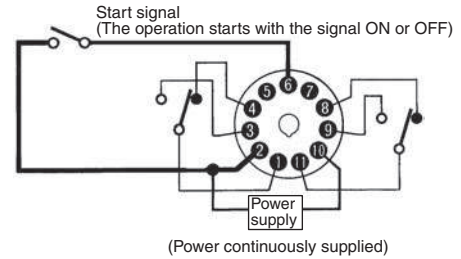 Start signal
(The operation starts with the signal ON or OFF)
6
5
7
4
8
3
9
2
10
1
11
Power
supply
(Power continuously supplied)